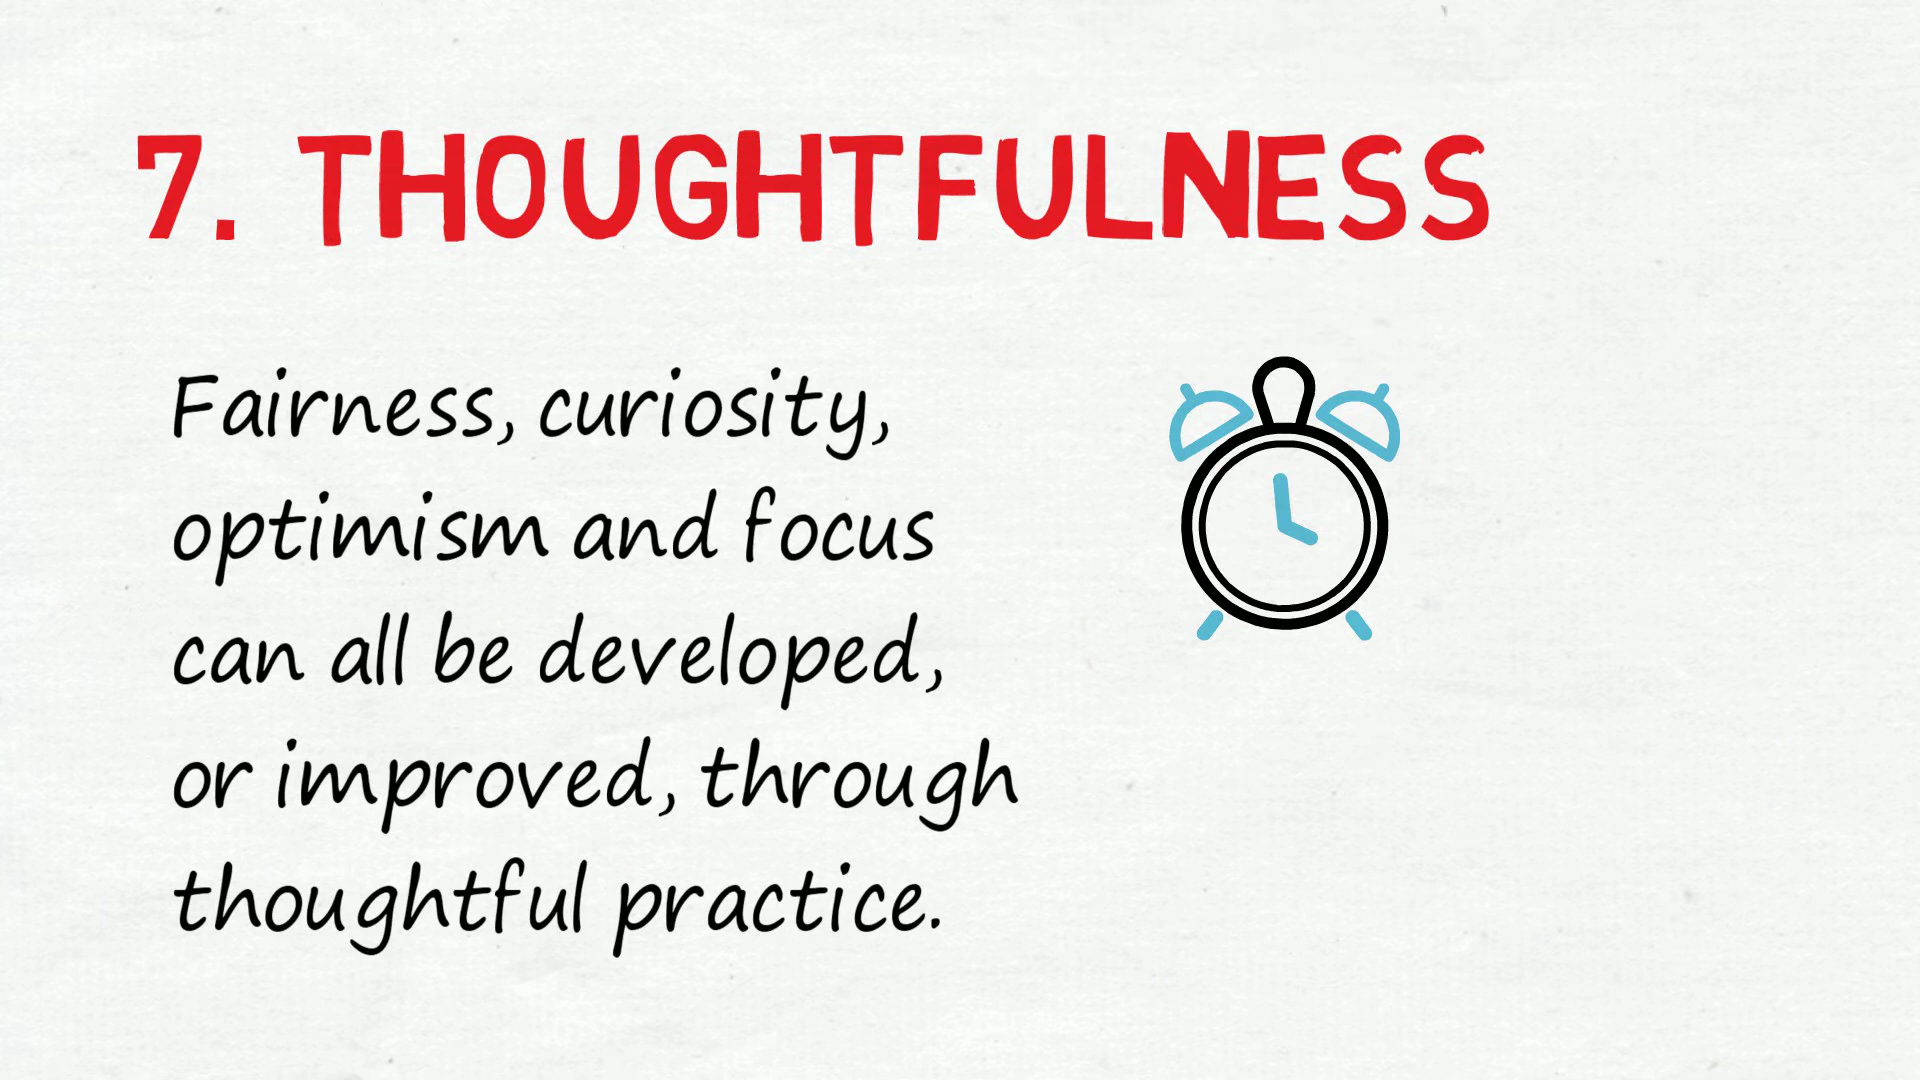 7. THOUGHTFULNESS
Fairness, curiosity,
optimism and focus
can all be developed,
or improved, through
thoughtful practice.